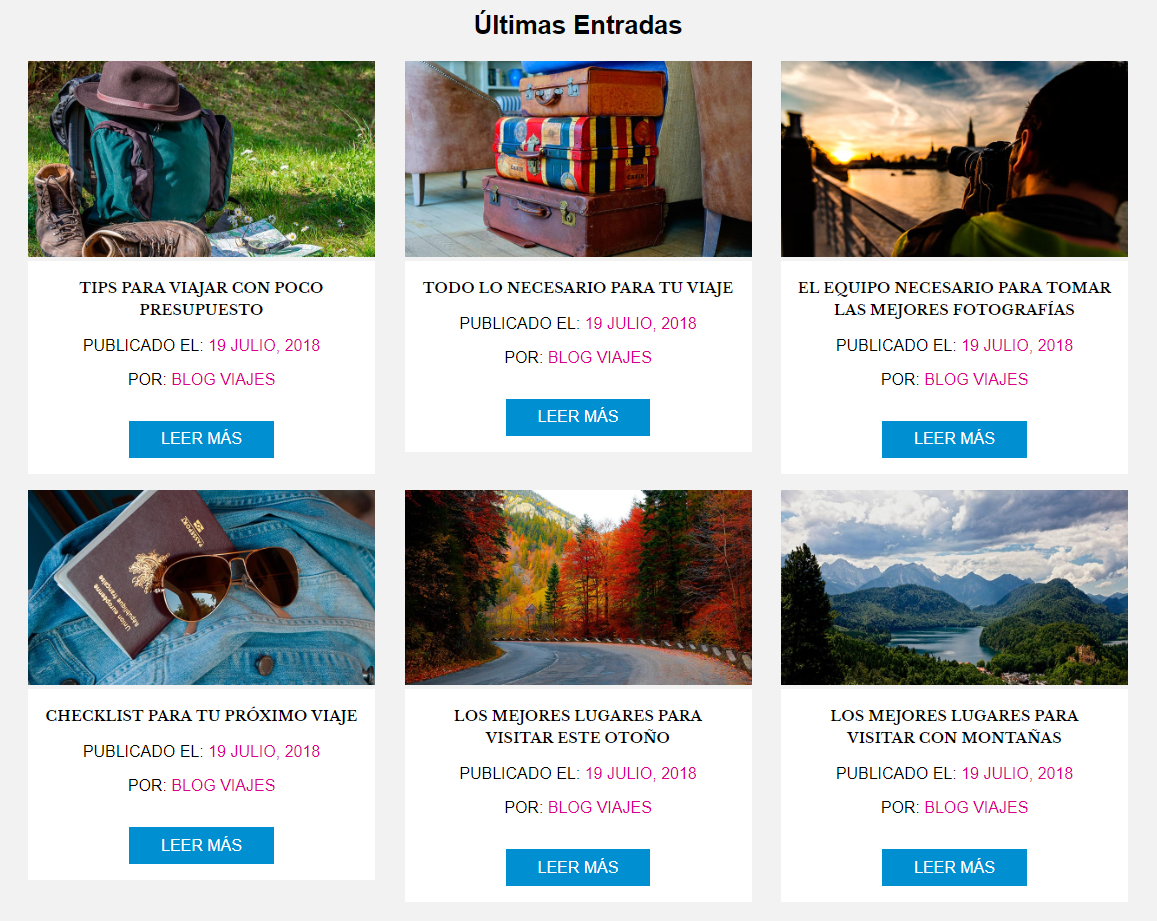 Últimas Entradas
TIPS PARA VIAJAR CON POCO
PRESUPUESTO
PUBLICADO EL: 19 JULIO, 2018
POR: BLOG VIAJES
LEER MÁS
TODO LO NECESARIO PARA TU VIAJE
PUBLICADO EL: 19 JULIO, 2018
POR: BLOG VIAJES
LEER MÁS
EL EQUIPO NECESARIO PARA TOMAR
LAS MEJORES FOTOGRAFÍAS
PUBLICADO EL: 19 JULIO, 2018
POR: BLOG VIAJES
LEER MÁS
Union européenne
République française
PASSEPORT
CHECKLIST PARA TU PRÓXIMO VIAJE
PUBLICADO EL: 19 JULIO, 2018
POR: BLOG VIAJES
LEER MÁS
LOS MEJORES LUGARES PARA
VISITAR ESTE OTOÑO
PUBLICADO EL: 19 JULIO, 2018
POR: BLOG VIAJES
LEER MÁS
LOS MEJORES LUGARES PARA
VISITAR CON MONTAÑAS
PUBLICADO EL: 19 JULIO, 2018
POR: BLOG VIAJES
LEER MÁS